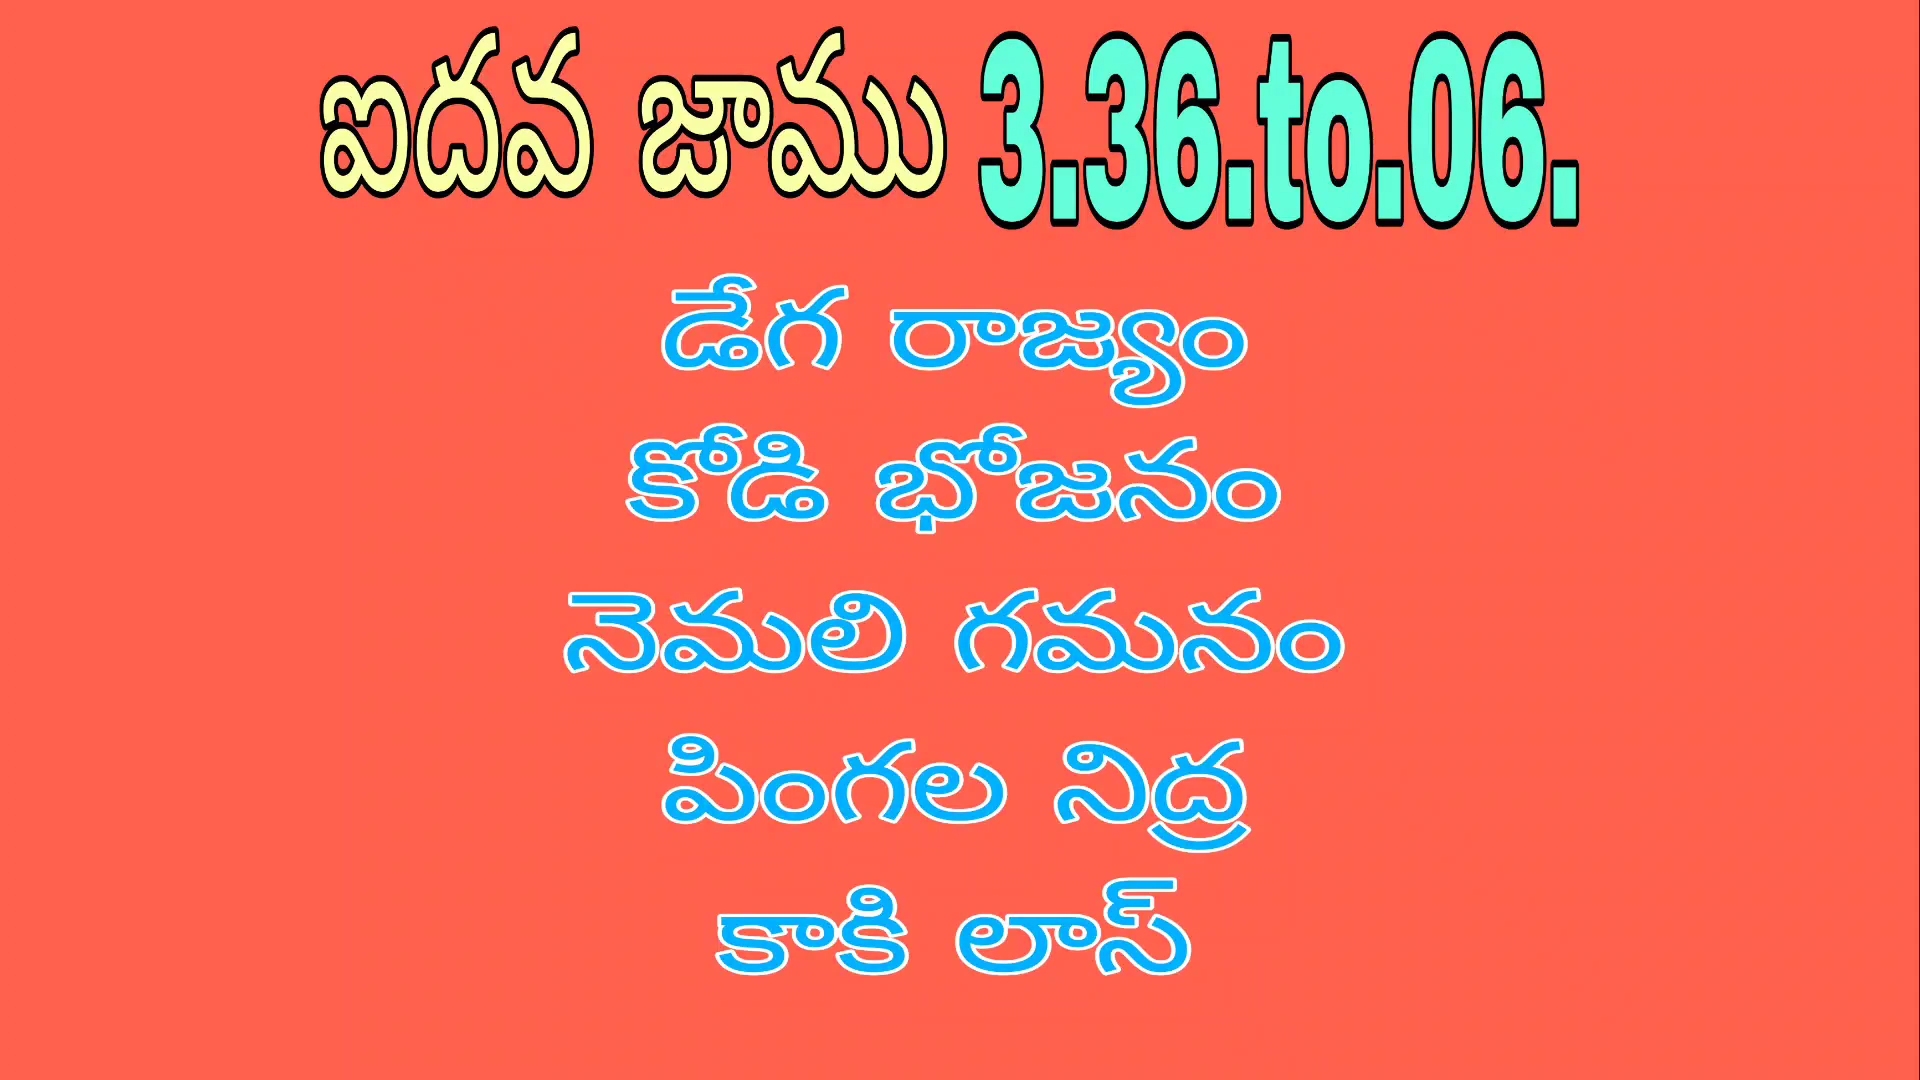 ఐదవ జాము 3.36.to.06.
డేగ రాజ్యం
కోడి భోజనం
నెమలి గమనం
పింగల నిద్ర
కాకి లాస్